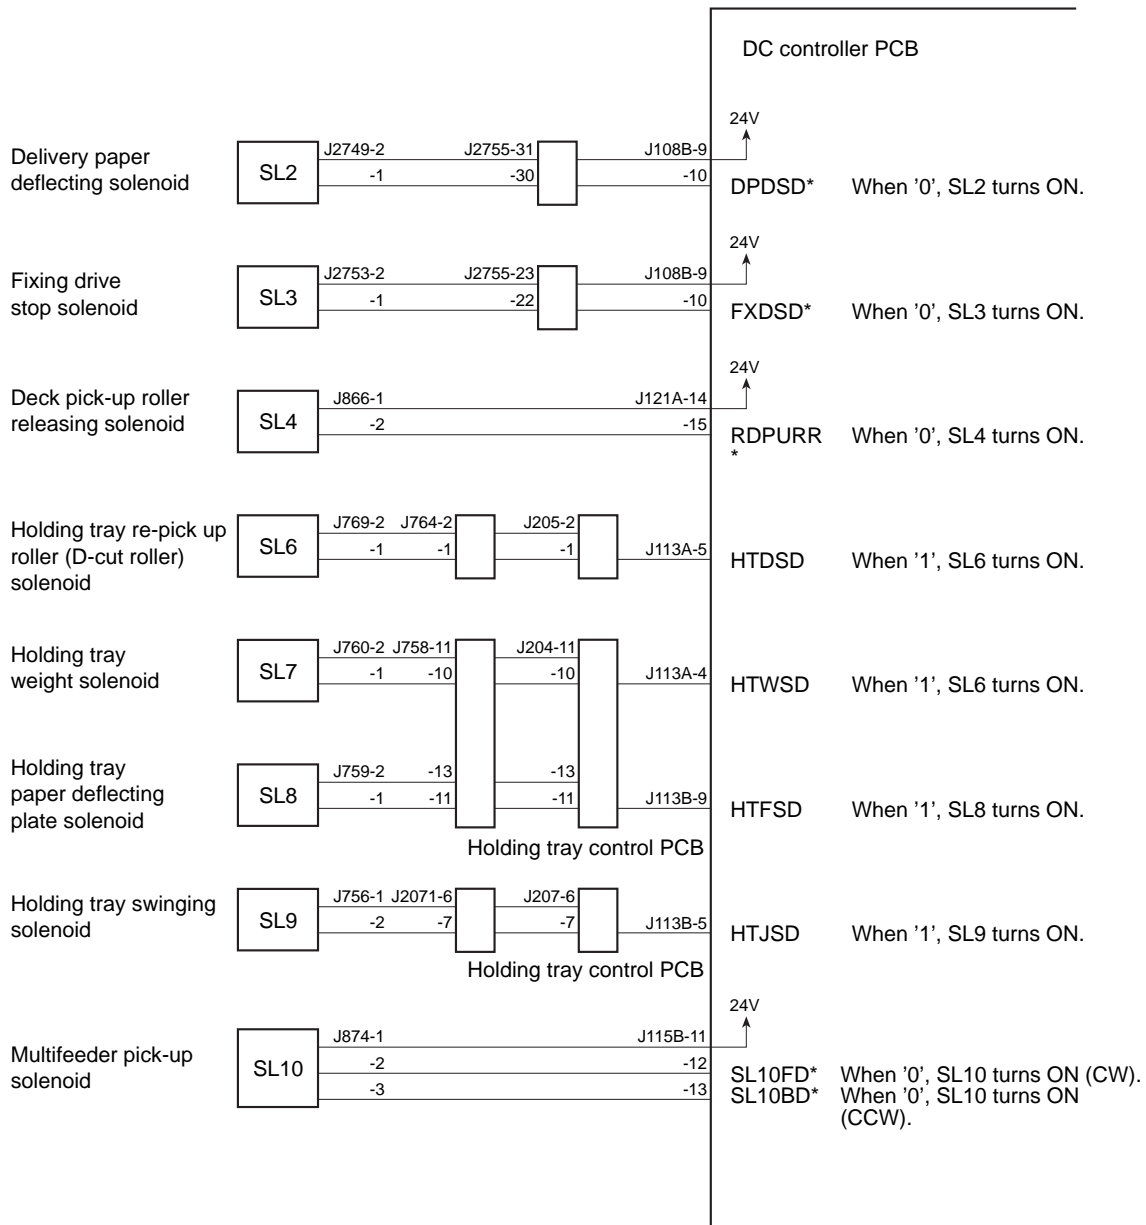 DC controller PCB
24V
Delivery paper
deflecting solenoid
SL2
J2749-2
J2755-31
J108B-9
-1
-30
-10
DPDSD*
When ’0’, SL2 turns ON.
24V
Fixing drive
stop solenoid
SL3
J2753-2
J2755-23
J108B-9
-1
-22
-10
FXDSD*
When ’0’, SL3 turns ON.
24V
Deck pick-up roller
releasing solenoid
SL4
J866-1
J121A-14
-2
-15
RDPURR
*
When ’0’, SL4 turns ON.
Holding tray re-pick up
roller (D-cut roller)
solenoid
SL6
J769-2
J764-2
J205-2
-1
-1
-1
J113A-5
HTDSD
When ’1’, SL6 turns ON.
Holding tray
weight solenoid
SL7
J760-2
J758-11
J204-11
-1
-10
-10
J113A-4
HTWSD
When ’1’, SL6 turns ON.
Holding tray
paper deflecting
plate solenoid
SL8
J759-2
-13
-13
-1
-11
-11
J113B-9
HTFSD
When ’1’, SL8 turns ON.
Holding tray control PCB
Holding tray swinging
solenoid
SL9
J756-1
J2071-6
J207-6
-2
-7
-7
J113B-5
HTJSD
When ’1’, SL9 turns ON.
Holding tray control PCB
24V
Multifeeder pick-up
solenoid
SL10
J874-1
J115B-11
-2
-12
-3
-13
SL10FD*
When ’0’, SL10 turns ON (CW).
SL10BD*
When ’0’, SL10 turns ON
(CCW).